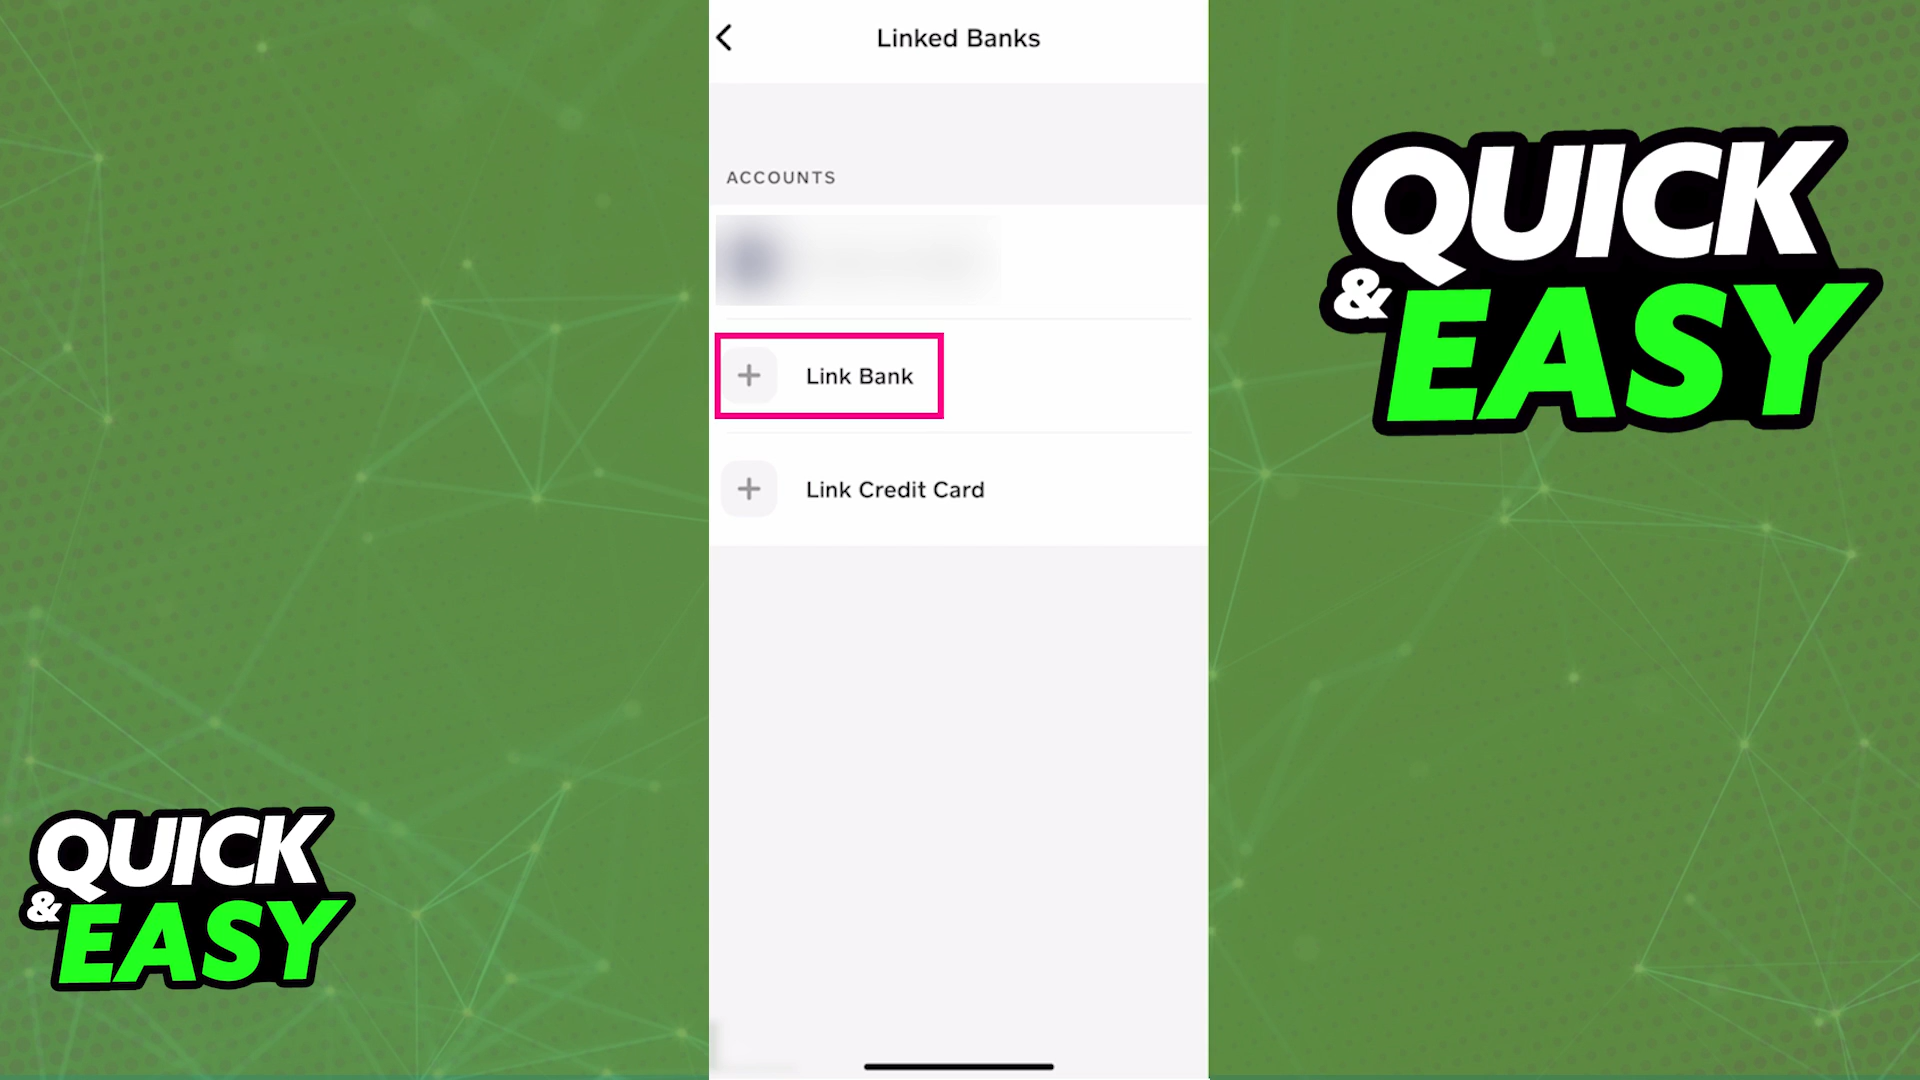 Linked Banks
ACCOUNTS
Link Bank
Link Credit Card
QUICK
& EASY
QUICK
& EASY